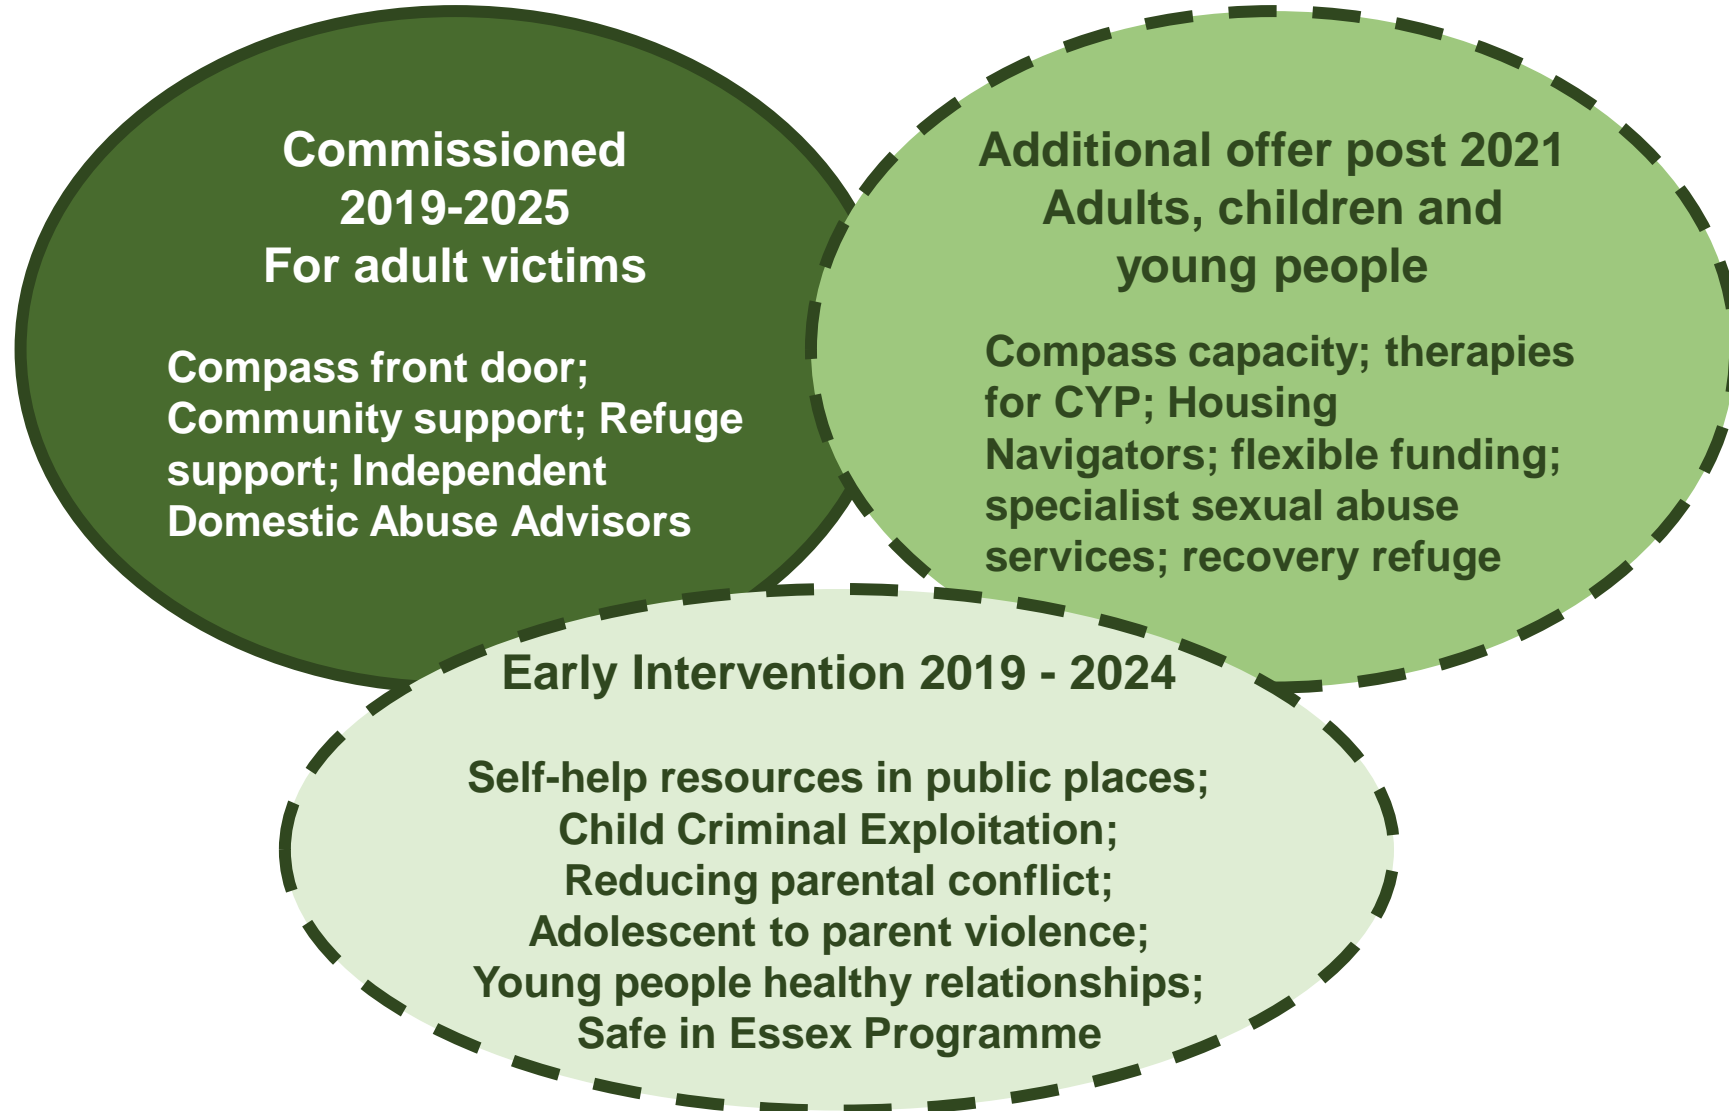 Commissioned
2019-2025
For adult victims
Compass front door;
Community support; Refuge
support; Independent
Domestic Abuse Advisors
Additional offer post 2021
Adults, children and
young people
Compass capacity; therapies
for CYP; Housing
Navigators; flexible funding;
specialist sexual abuse
services; recovery refuge
Early Intervention 2019 - 2024
Self-help resources in public places;
Child Criminal Exploitation;
Reducing parental conflict;
Adolescent to parent violence;
Young people healthy relationships;
Safe in Essex Programme